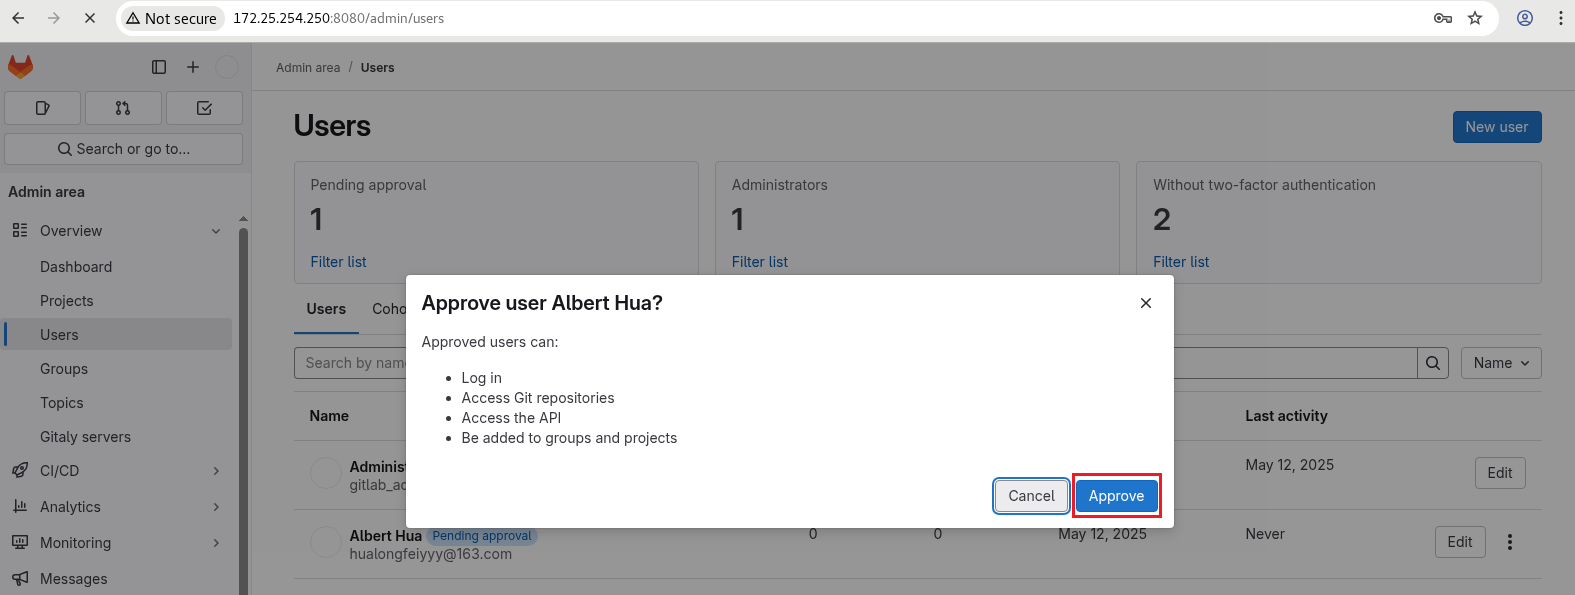 Not secure 172.25.254.250:8080/admin/users
Admin area / Users
Users
New user
Search or go to...
Pending approval
1
Filter list
Administrators
1
Filter list
Without two-factor authentication
2
Filter list
Admin area
Overview
Dashboard
Projects
Users
Groups
Topics
Gitaly servers
CI/CD
Analytics
Monitoring
Messages
Users Coho
Search by name
Name
Name
Last activity
Adminis
gitlab_ad
May 12, 2025
Edit
Albert Hua Pending approval
hualongfeiyyy@163.com
0
0
May 12, 2025
Never
Edit
Approve user Albert Hua?
Approved users can:
• Log in
• Access Git repositories
• Access the API
• Be added to groups and projects
Cancel
Approve